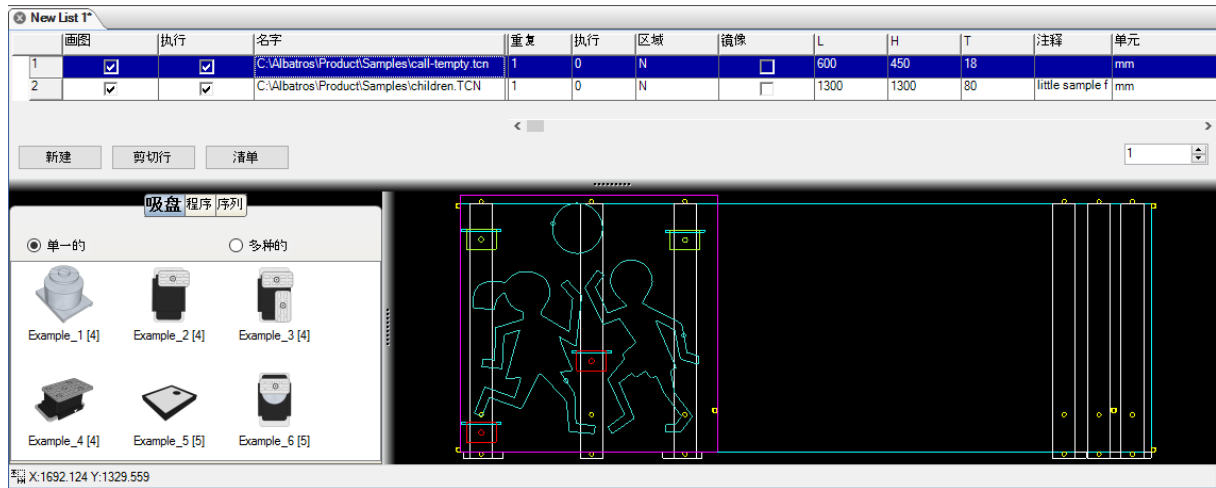 New List 1*
画图 执行 名字 重复 执行 区域 镜像 L H T 注释 单元
1 C:\Albatros\Product\Samples\call-tempty.tcn 1 0 N 600 450 18 mm
2 C:\Albatros\Product\Samples\children.TCN 1 0 N 1300 1300 80 little sample f mm
新建 剪切行 清单 1
吸盘 程序 序列
单一的 多种的
Example_1 [4] Example_2 [4] Example_3 [4]
Example_4 [4] Example_5 [5] Example_6 [5]
X:1692.124 Y:1329.559